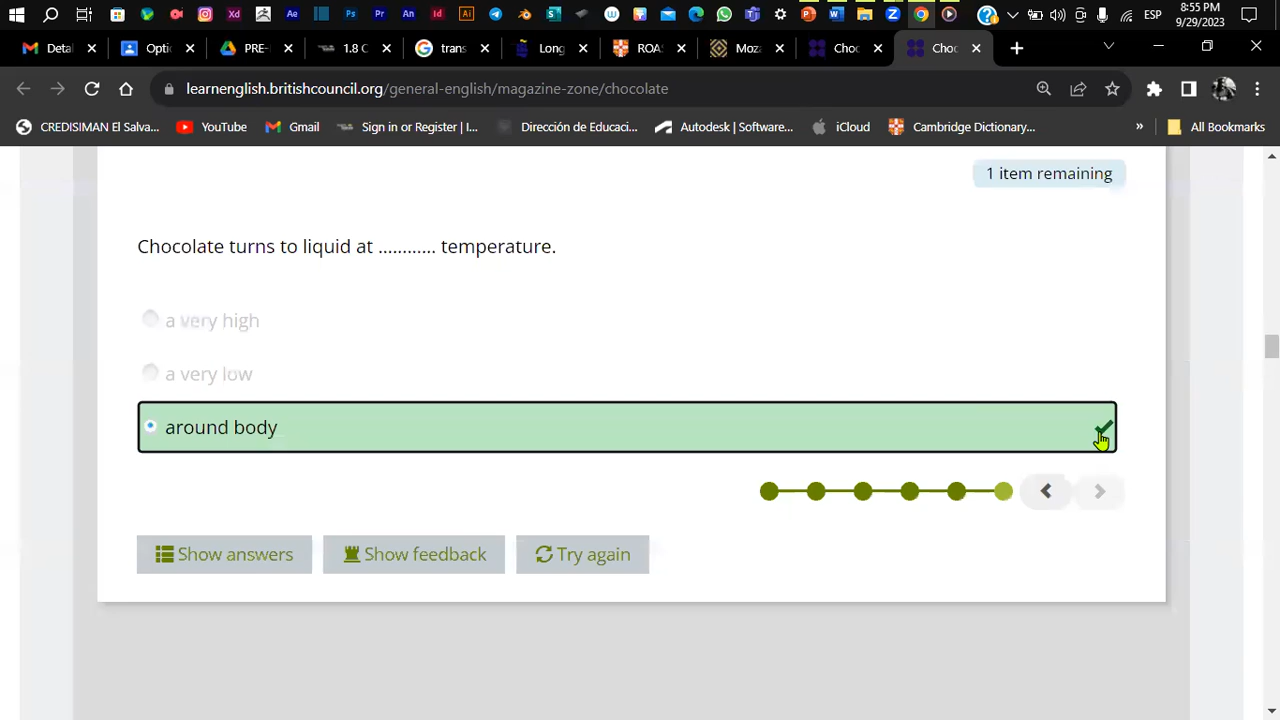 8:55 PM
ESP
9/29/2023
Detai
Optic
PRE-
1.8 C
trans
Long
ROAS
Moza
Choc
Choc
learnenglish.britishcouncil.org/general-english/magazine-zone/chocolate
CREDISIMAN El Salva...
YouTube
Gmail
Sign in or Register | I...
Dirección de Educaci...
Autodesk | Software...
iCloud
Cambridge Dictionary...
»
All Bookmarks
1 item remaining
Chocolate turns to liquid at ............ temperature.
a very high
a very low
around body
Show answers
Show feedback
Try again